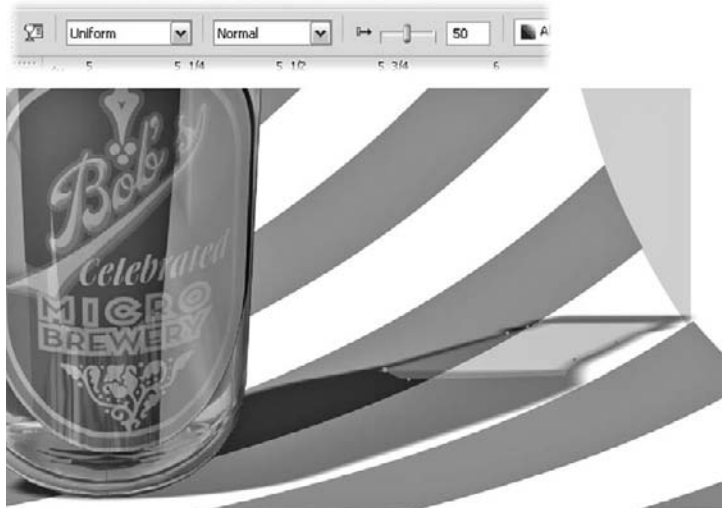 Uniform Normal 50
5 5 1/4 5 1/2 5 3/4 6
Bob's
Celebrated
MICRO
BREWERY